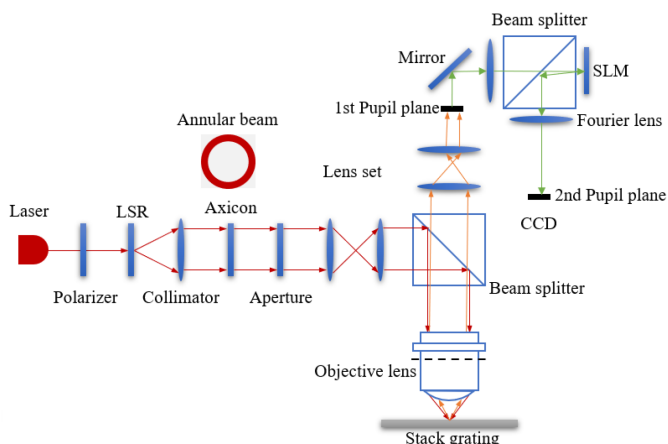 Beam splitter
Mirror
SLM
1st Pupil plane
Annular beam
Fourier lens
Lens set
2nd Pupil plane
Laser
LSR
Axicon
CCD
Polarizer
Collimator
Aperture
Beam splitter
Objective lens
Stack grating